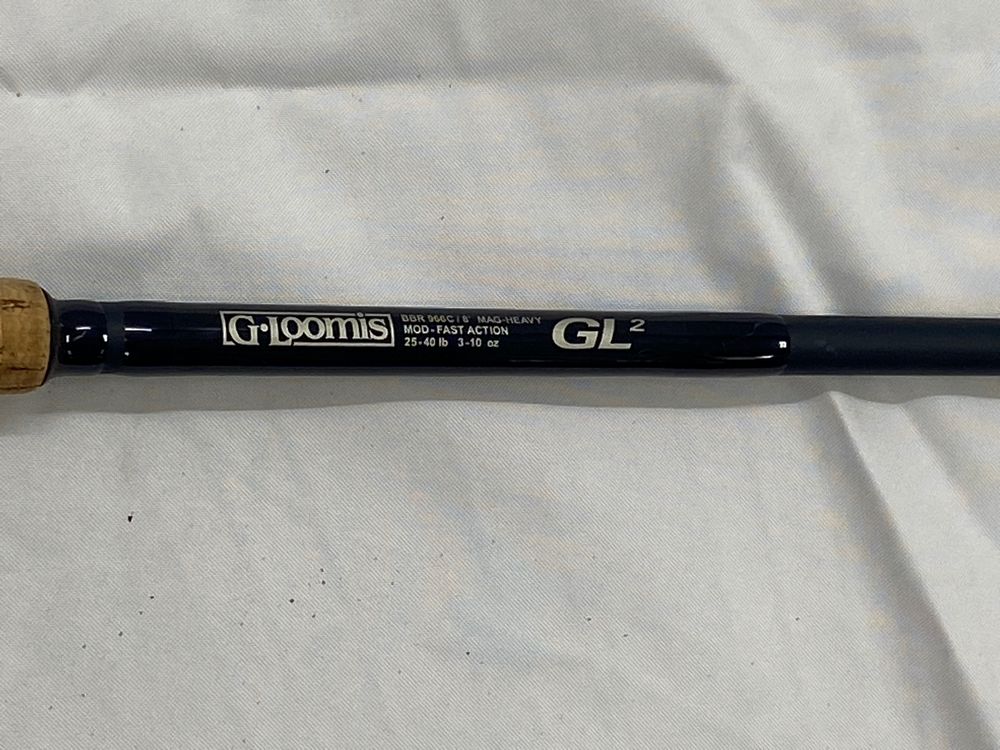 G·Loomis
BBR 966C / 8' MAG-HEAVY
MOD-FAST ACTION
25-40 lb 3-10 oz
GL²